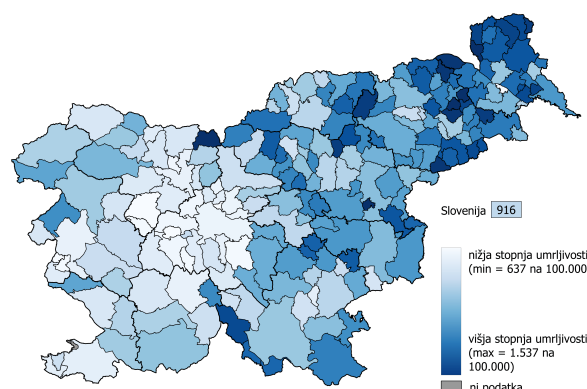 Slovenija 916
nižja stopnja umrljivosti
(min = 637 na 100.000)
višja stopnja umrljivosti
(max = 1.537 na
100.000)
ni podatka